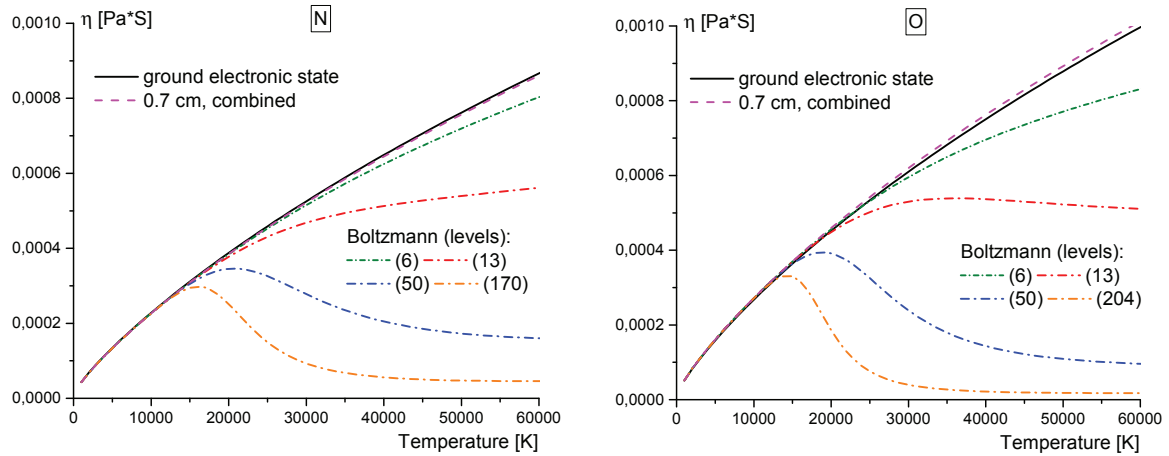 η [Pa*S]
N
0,0010
0,0008
0,0006
0,0004
0,0002
0,0000
ground electronic state
0.7 cm, combined
Boltzmann (levels):
(6) (13)
(50) (170)
0 10000 20000 30000 40000 50000 60000
Temperature [K]
η [Pa*S]
O
0,0010
0,0008
0,0006
0,0004
0,0002
0,0000
ground electronic state
0.7 cm, combined
Boltzmann (levels):
(6) (13)
(50) (204)
0 10000 20000 30000 40000 50000 60000
Temperature [K]